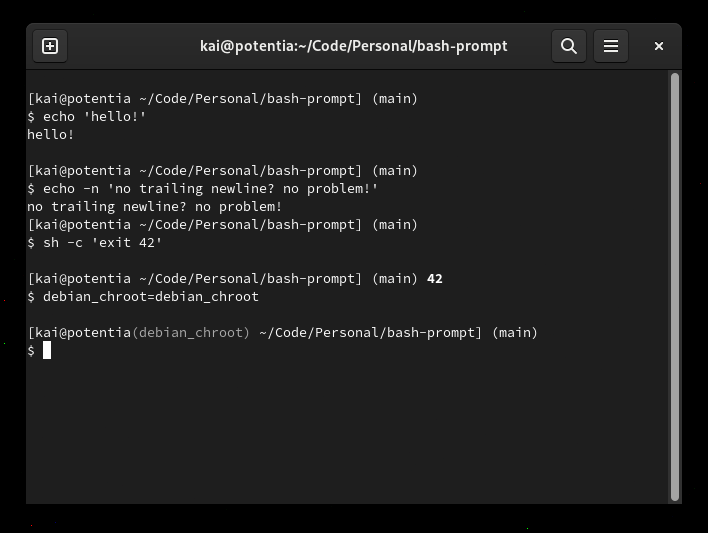 kai@potentia:~/Code/Personal/bash-prompt
[kai@potentia ~/Code/Personal/bash-prompt] (main)
$ echo 'hello!'
hello!
[kai@potentia ~/Code/Personal/bash-prompt] (main)
$ echo -n 'no trailing newline? no problem!'
no trailing newline? no problem!
[kai@potentia ~/Code/Personal/bash-prompt] (main)
$ sh -c 'exit 42'
[kai@potentia ~/Code/Personal/bash-prompt] (main) 42
$ debian_chroot=debian_chroot
[kai@potentia(debian_chroot) ~/Code/Personal/bash-prompt] (main)
$